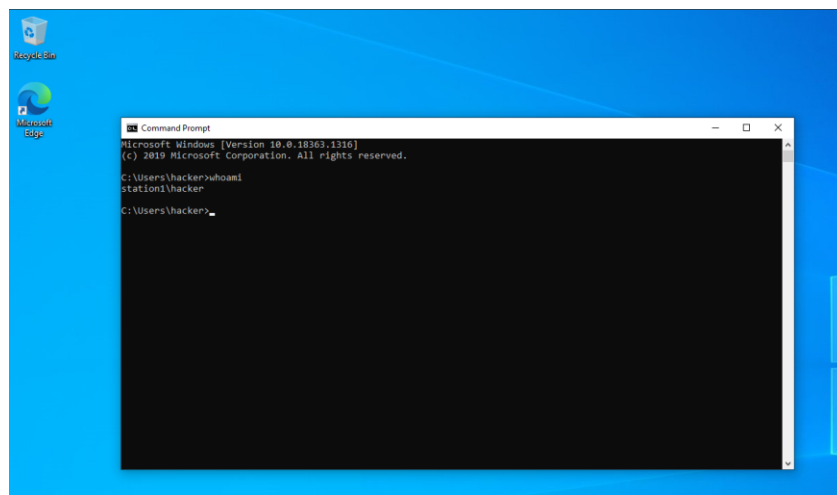 Recycle Bin
Microsoft
Edge
Command Prompt
Microsoft Windows [Version 10.0.18363.1316]
(c) 2019 Microsoft Corporation. All rights reserved.
C:\Users\hacker>whoami
station1\hacker
C:\Users\hacker>_